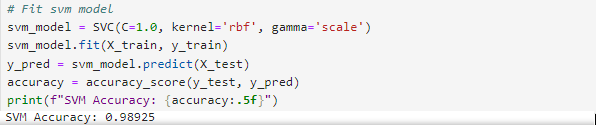 # Fit svm model
svm_model = SVC(C=1.0, kernel='rbf', gamma='scale')
svm_model.fit(X_train, y_train)
y_pred = svm_model.predict(X_test)
accuracy = accuracy_score(y_test, y_pred)
print(f"SVM Accuracy: {accuracy:.5f}")
SVM Accuracy: 0.98925